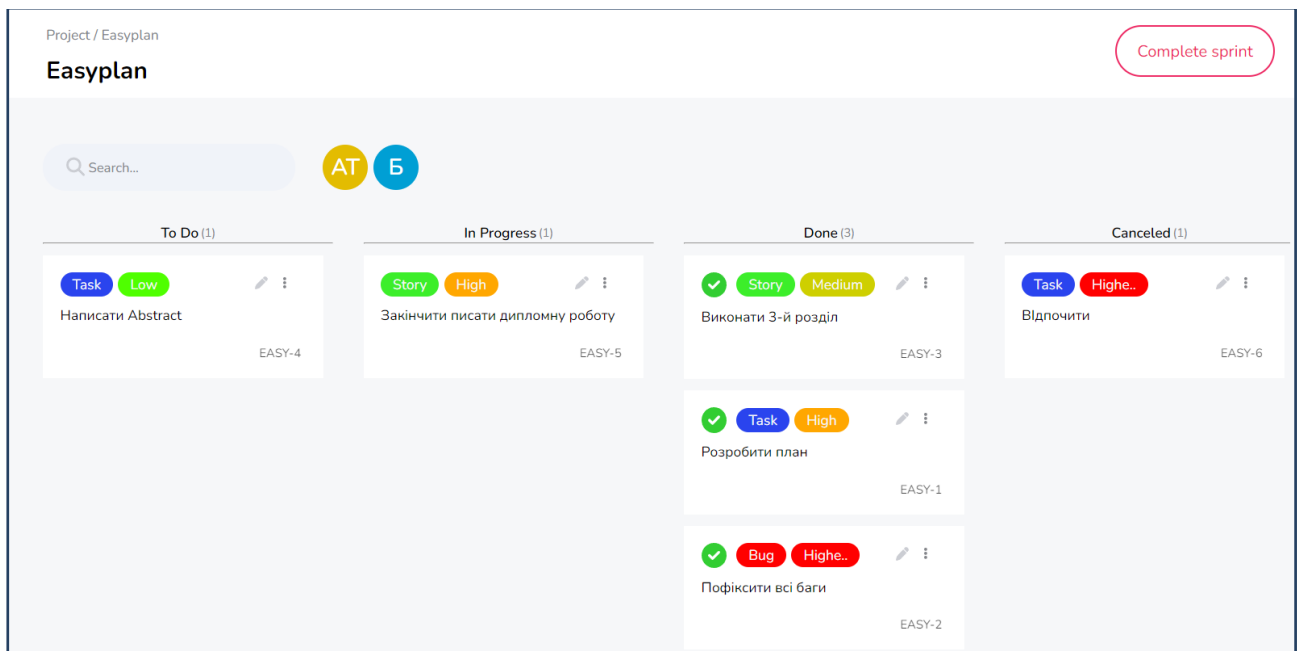 Project / Easyplan
Complete sprint
Easyplan
Search...
АТ
Б
To Do (1)
Task Low
Написати Abstract
EASY-4
In Progress (1)
Story High
Закінчити писати дипломну роботу
EASY-5
Done (3)
Story Medium
Виконати 3-й розділ
EASY-3
Task High
Розробити план
EASY-1
Bug Highe..
Пофіксити всі баги
EASY-2
Canceled (1)
Task Highe..
ВІдпочити
EASY-6